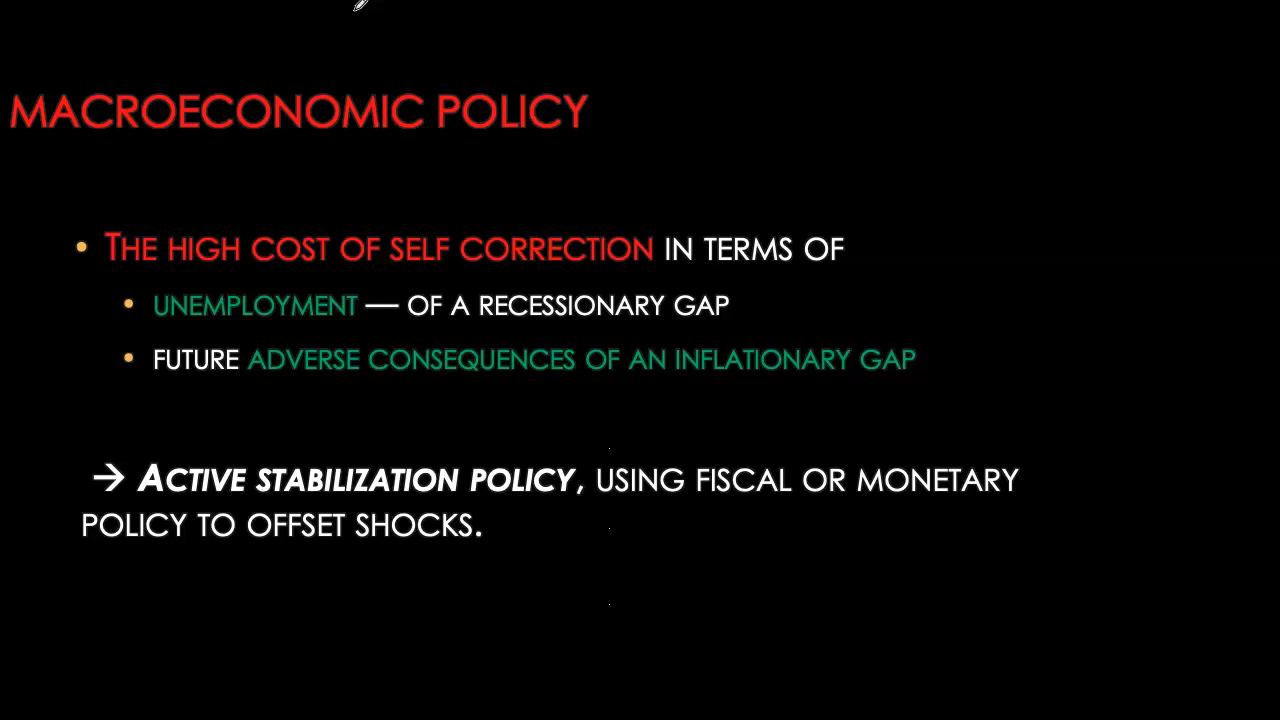 MACROECONOMIC POLICY
• THE HIGH COST OF SELF CORRECTION IN TERMS OF
• UNEMPLOYMENT — OF A RECESSIONARY GAP
• FUTURE ADVERSE CONSEQUENCES OF AN INFLATIONARY GAP
→ ACTIVE STABILIZATION POLICY, USING FISCAL OR MONETARY
POLICY TO OFFSET SHOCKS.